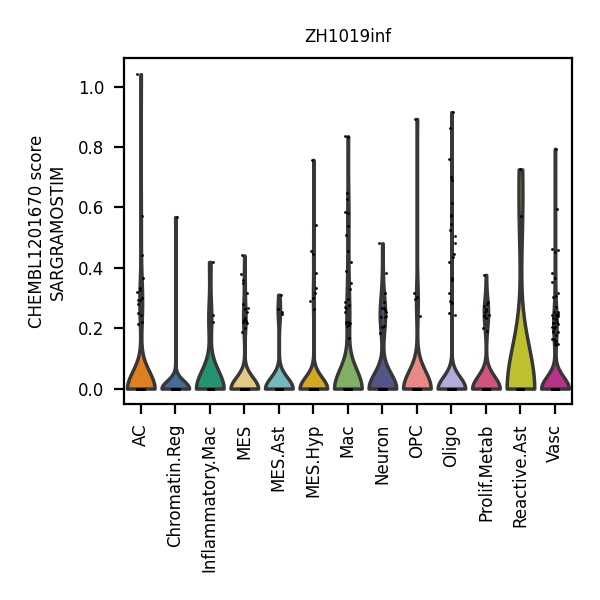 ZH1019inf
CHEMBL1201670 score
SARGRAMOSTIM
1.0
0.8
0.6
0.4
0.2
0.0
AC
Chromatin.Reg
Inflammatory.Mac
MES
MES.Ast
MES.Hyp
Mac
Neuron
OPC
Oligo
Prolif.Metab
Reactive.Ast
Vasc